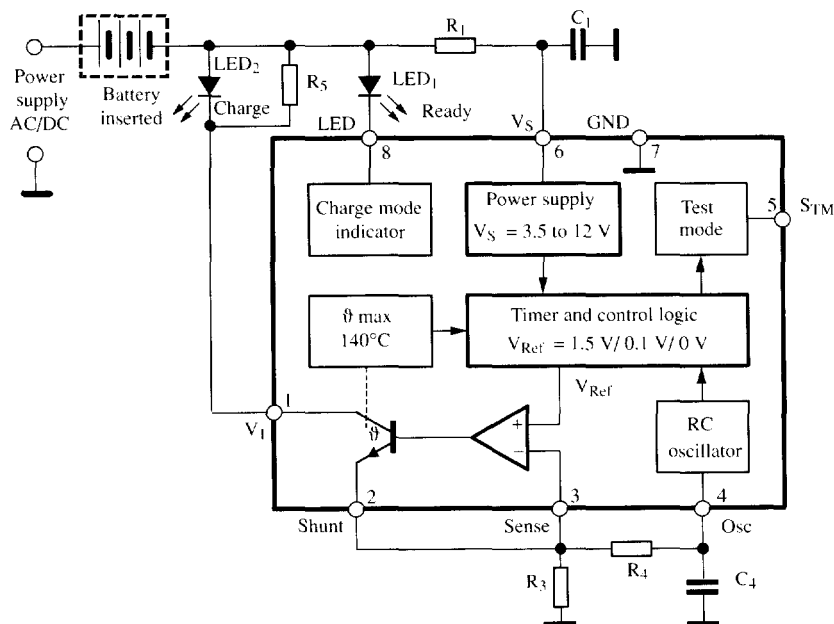 R1
C1
LED2
Power
supply
AC/DC
Battery
inserted
Charge
R5
LED1
Ready
LED
VS
GND
8
6
7
Charge mode
indicator
Power supply
VS = 3.5 to 12 V
Test
mode
5
STM
ϑ max
140°C
Timer and control logic
VRef = 1.5 V/ 0.1 V/ 0 V
VRef
1
VI
ϑ
+
−
RC
oscillator
2
3
4
Shunt
Sense
Osc
R3
R4
C4